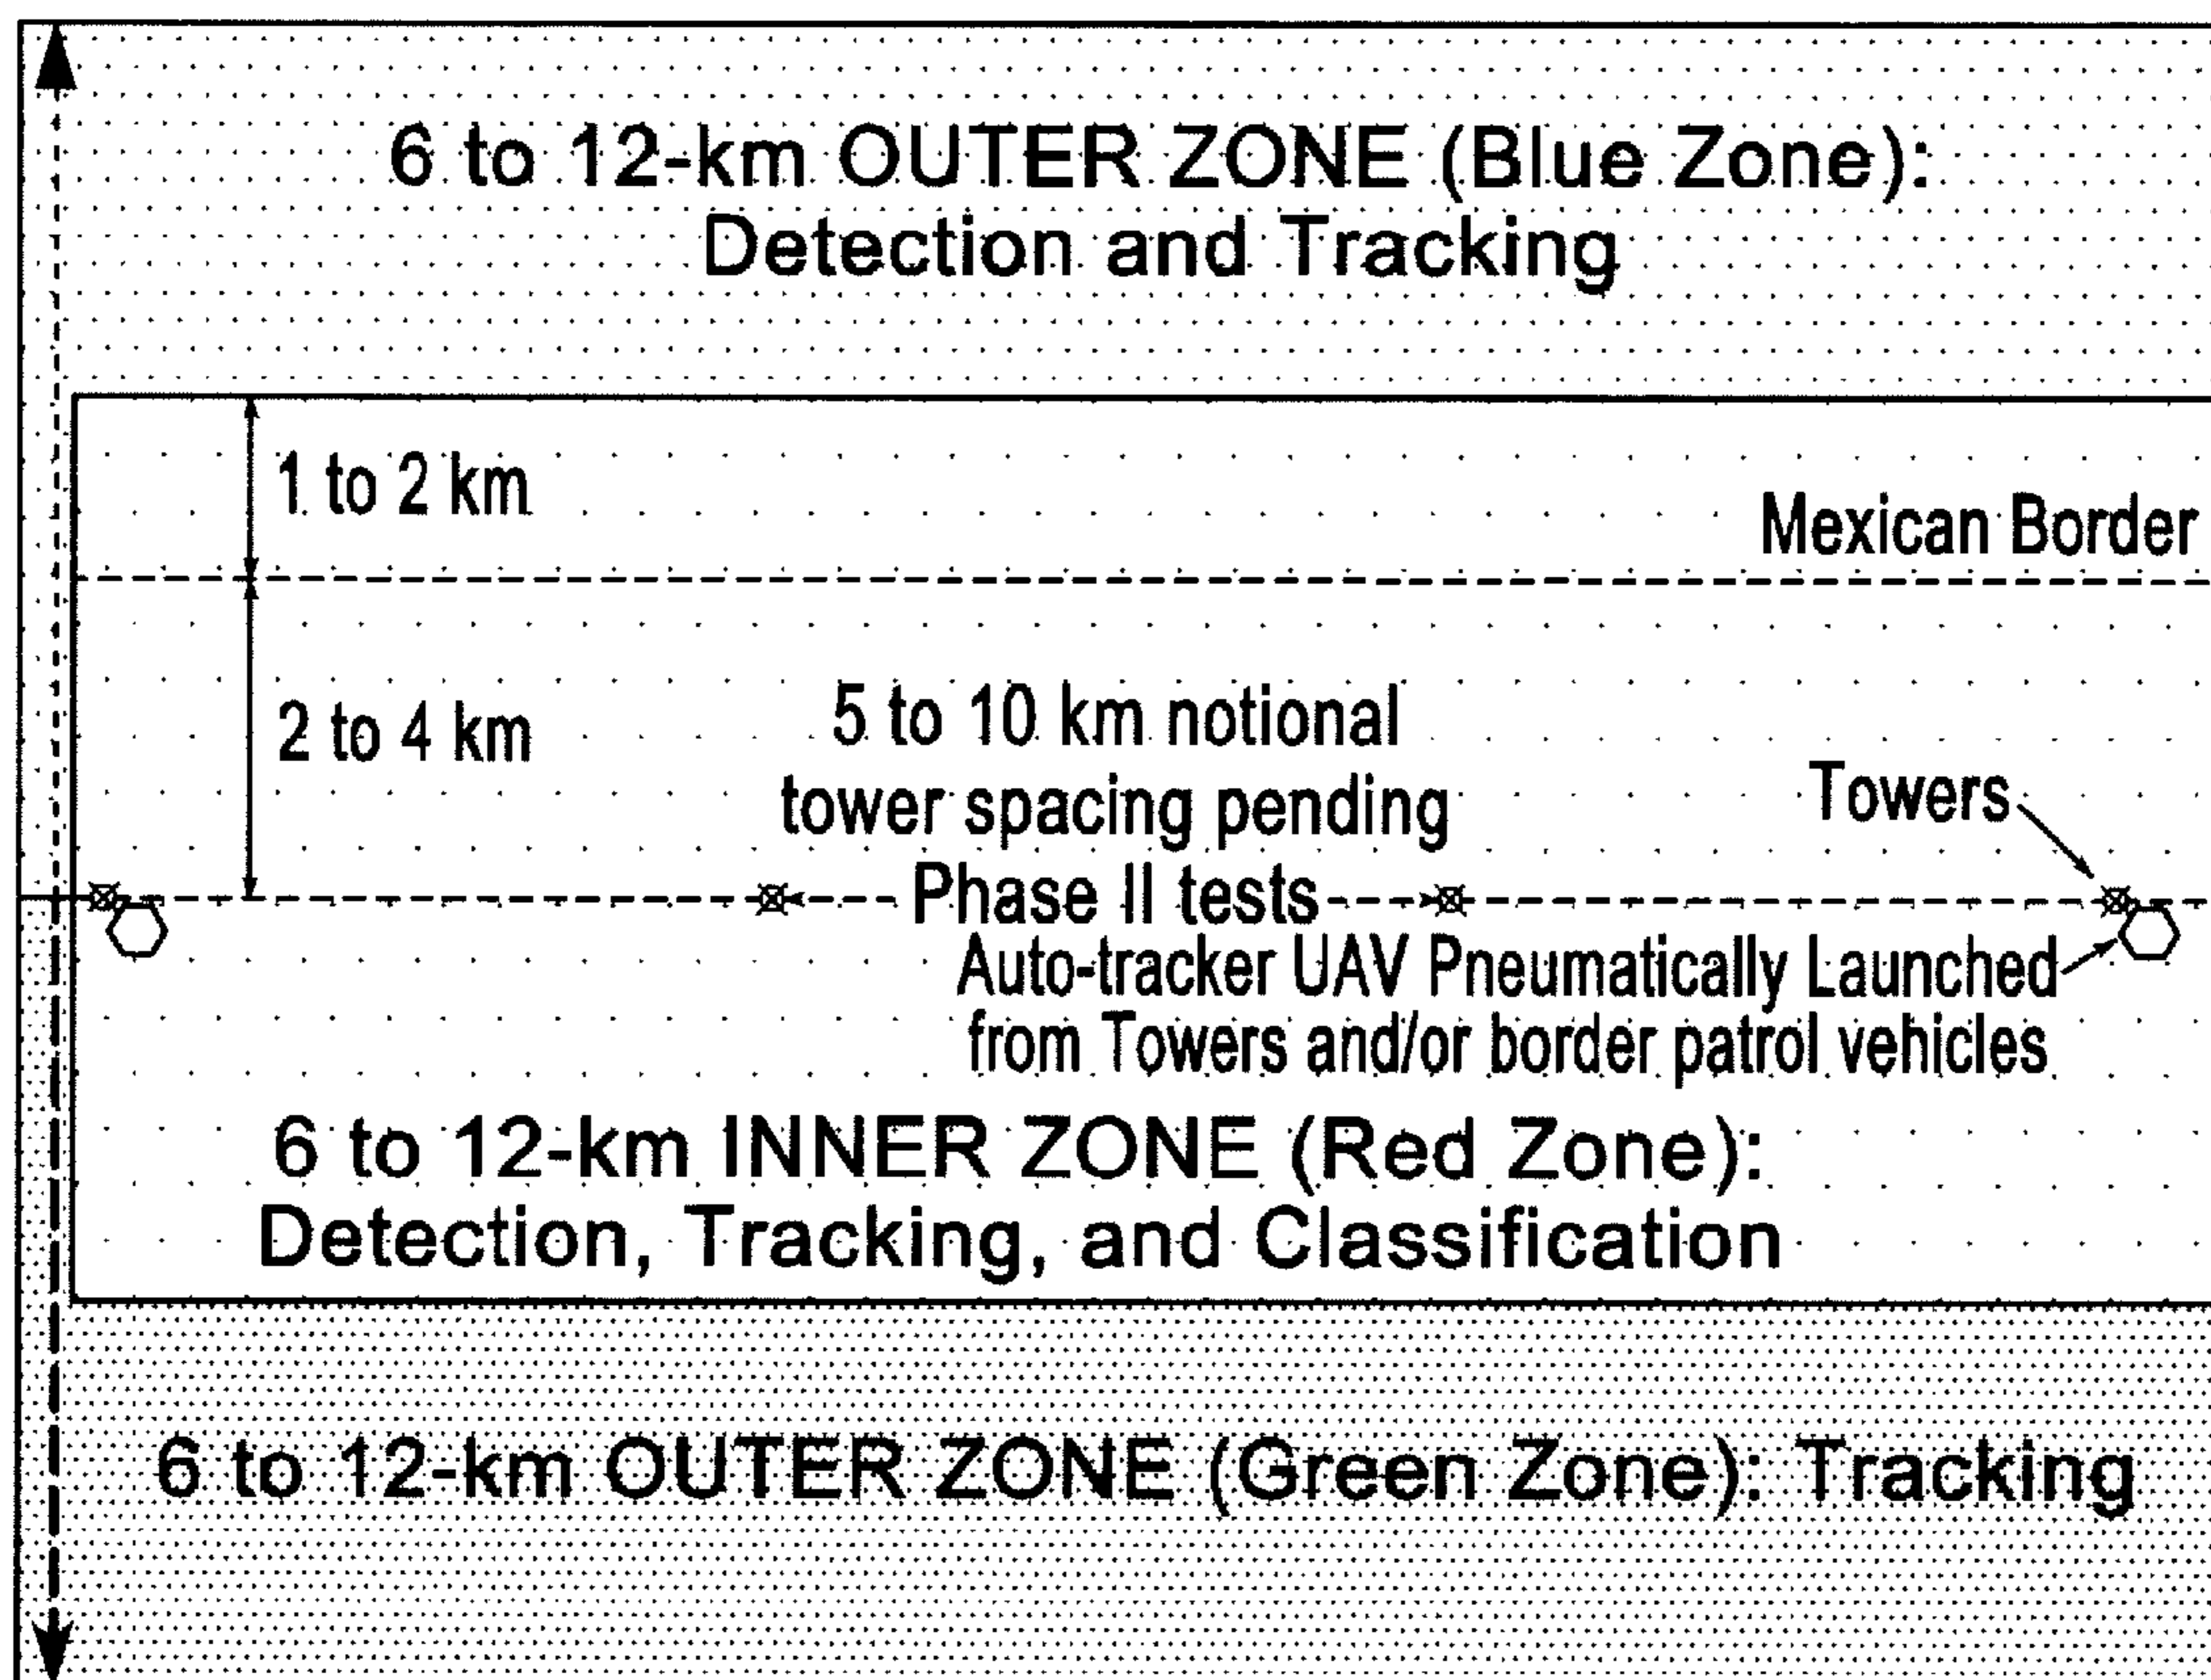 6 to 12-km OUTER ZONE (Blue Zone):
Detection and Tracking
1 to 2 km
Mexican Border
2 to 4 km
5 to 10 km notional
tower spacing pending
Phase II tests
Towers
Auto-tracker UAV Pneumatically Launched
from Towers and/or border patrol vehicles
6 to 12-km INNER ZONE (Red Zone):
Detection, Tracking, and Classification
6 to 12-km OUTER ZONE (Green Zone): Tracking